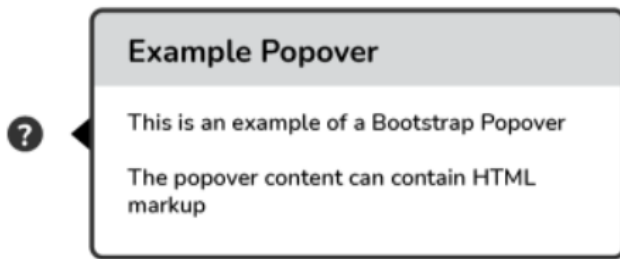 Example Popover
?
This is an example of a Bootstrap Popover
The popover content can contain HTML
markup